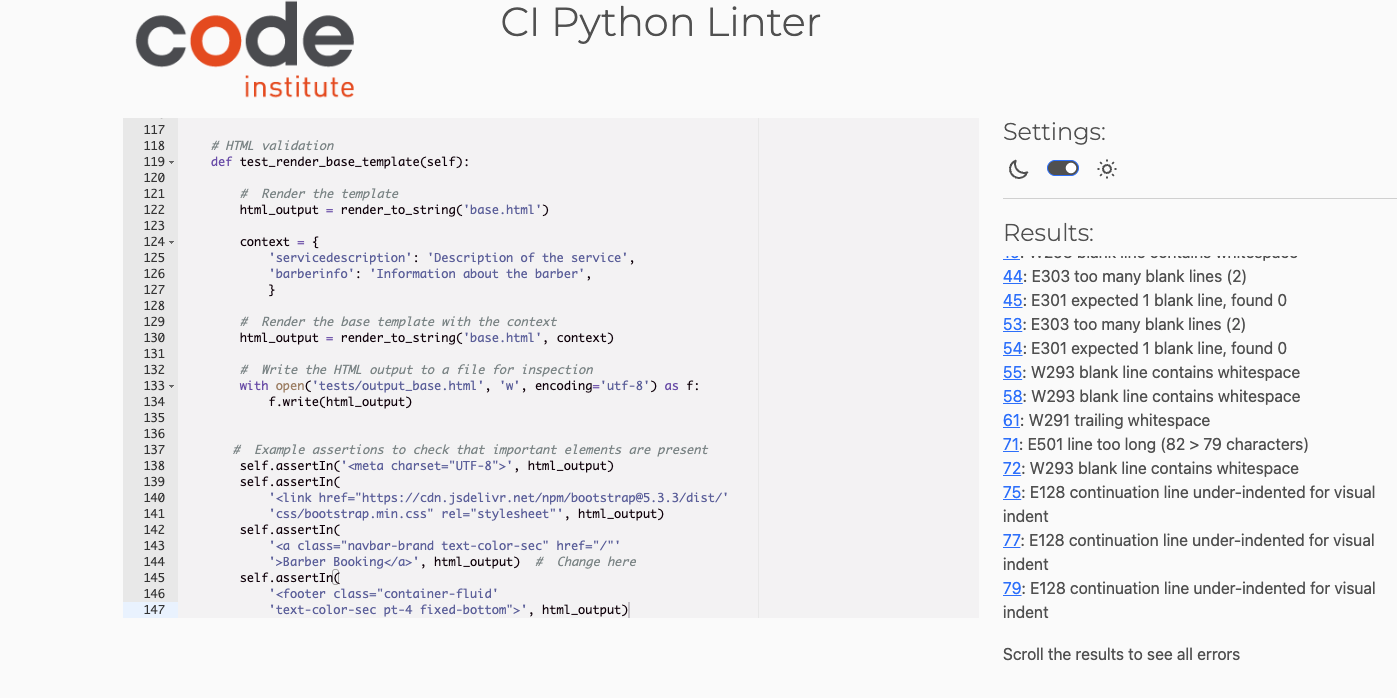 code
institute
CI Python Linter
117
118 # HTML validation
119 def test_render_base_template(self):
120
121 #  Render the template
122 html_output = render_to_string('base.html')
123
124 context = {
125 'servicedescription': 'Description of the service',
126 'barberinfo': 'Information about the barber',
127 }
128
129 #  Render the base template with the context
130 html_output = render_to_string('base.html', context)
131
132 #  Write the HTML output to a file for inspection
133 with open('tests/output_base.html', 'w', encoding='utf-8') as f:
134 f.write(html_output)
135
136
137 #  Example assertions to check that important elements are present
138 self.assertIn('<meta charset="UTF-8">', html_output)
139 self.assertIn(
140 '<link href="https://cdn.jsdelivr.net/npm/bootstrap@5.3.3/dist/'
141 'css/bootstrap.min.css" rel="stylesheet"', html_output)
142 self.assertIn(
143 '<a class="navbar-brand text-color-sec" href="/"'
144 '>Barber Booking</a>', html_output)  #  Change here
145 self.assertIn(
146 '<footer class="container-fluid'
147 'text-color-sec pt-4 fixed-bottom">', html_output)
Settings:
Results:
W293 blank line contains whitespace
44: E303 too many blank lines (2)
45: E301 expected 1 blank line, found 0
53: E303 too many blank lines (2)
54: E301 expected 1 blank line, found 0
55: W293 blank line contains whitespace
58: W293 blank line contains whitespace
61: W291 trailing whitespace
71: E501 line too long (82 > 79 characters)
72: W293 blank line contains whitespace
75: E128 continuation line under-indented for visual
indent
77: E128 continuation line under-indented for visual
indent
79: E128 continuation line under-indented for visual
indent
Scroll the results to see all errors